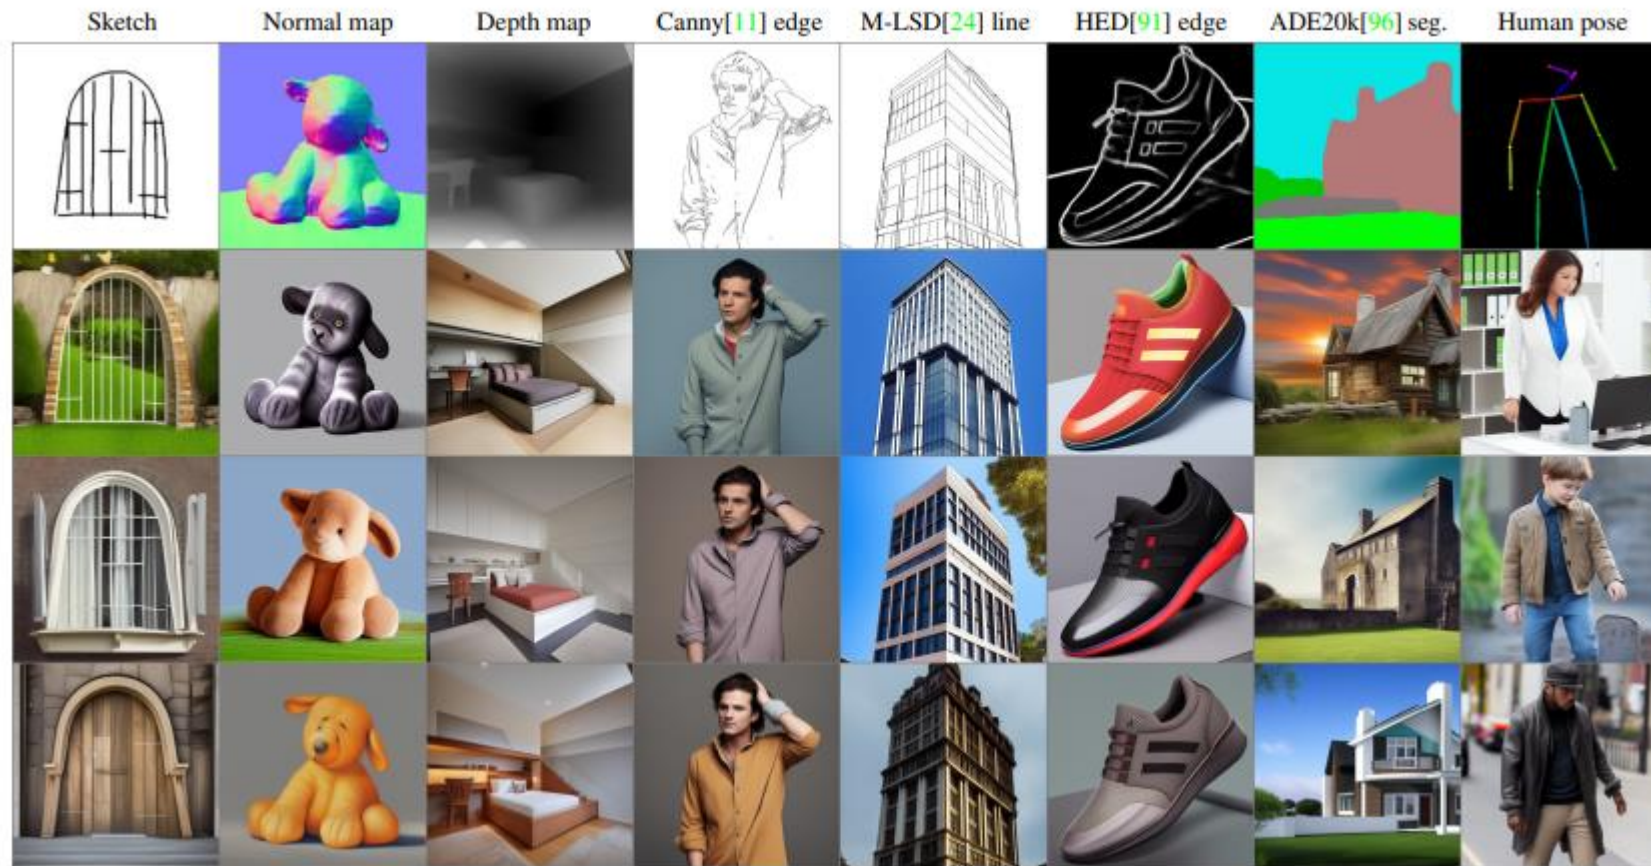 Sketch
Normal map
Depth map
Canny[11] edge
M-LSD[24] line
HED[91] edge
ADE20k[96] seg.
Human pose